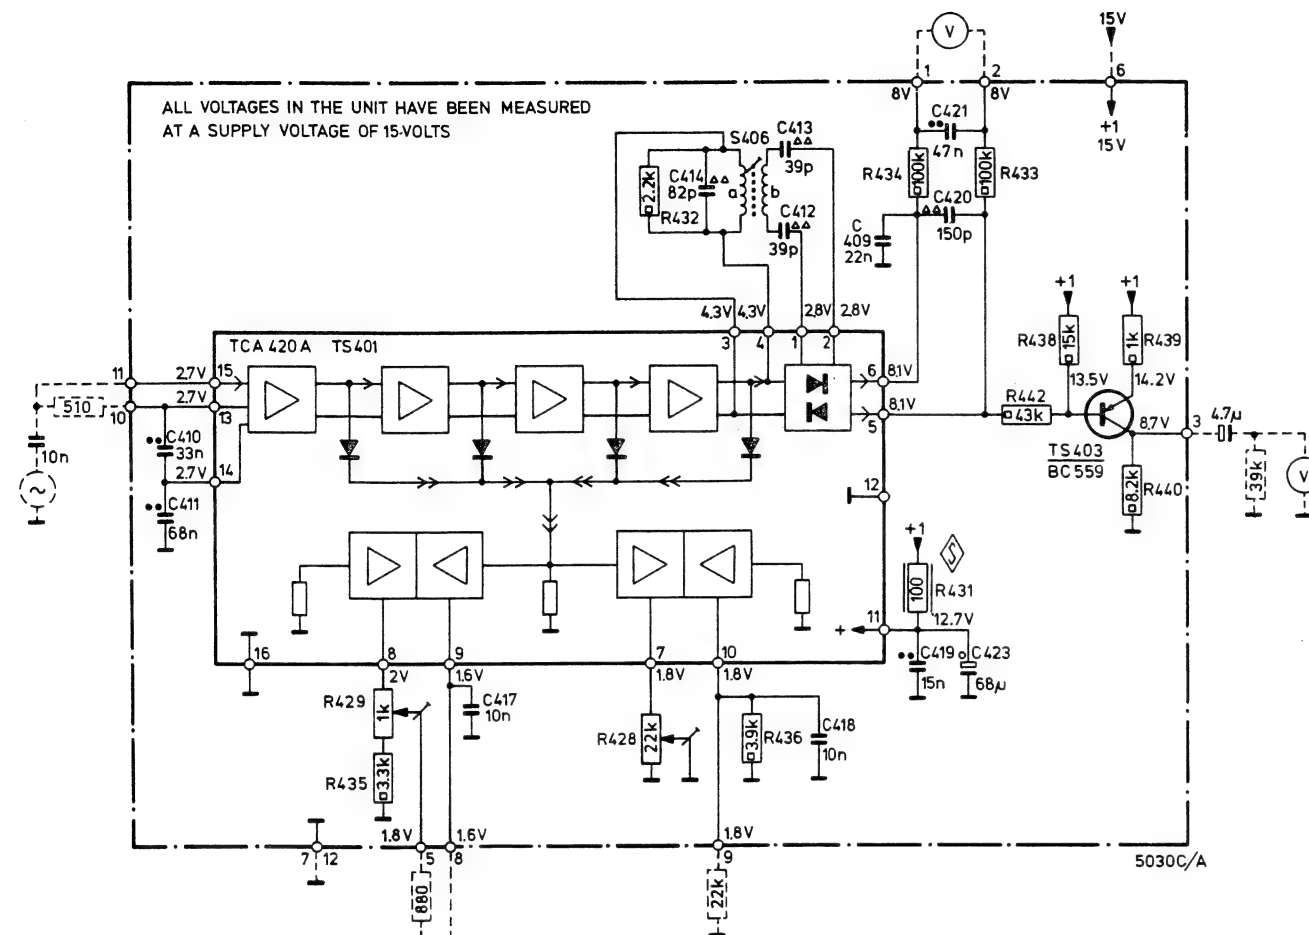 V
15V
1
2
6
8V
8V
ALL VOLTAGES IN THE UNIT HAVE BEEN MEASURED
AT A SUPPLY VOLTAGE OF 15-VOLTS
+1
15V
C421
47n
S406
C413
39p
R434
100k
100k
R433
2.2k
C414
82p
a
b
R432
C412
39p
C420
150p
C
409
22n
4.3V
4.3V
2.8V
2.8V
3
4
1
2
+1
+1
R438
15k
1k
R439
TCA 420A TS401
11
2.7V
15
6
8.1V
13.5V
14.2V
510
10
2.7V
13
8.1V
5
R442
43k
8,7V
3
4.7µ
10n
C410
33n
2.7V
14
TS403
BC 559
39k
V
C411
68n
12
8.2k
R440
+1
S
100
R431
+
11
12.7V
C419
15n
C423
68µ
16
8
9
7
10
2V
1.6V
1.8V
1.8V
R429
1k
C417
10n
R428
22k
3.9k
R436
C418
10n
R435
3.3k
1.8V
1.6V
1.8V
7
12
5
8
9
5030C/A
880
22k